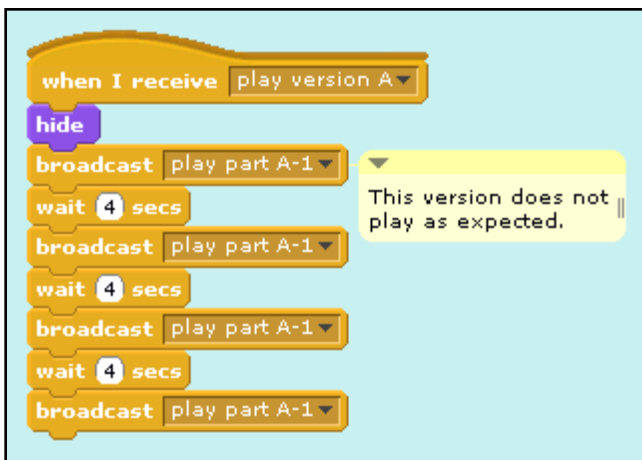 when I receive play version A
hide
broadcast play part A-1
This version does not
play as expected.
wait 4 secs
broadcast play part A-1
wait 4 secs
broadcast play part A-1
wait 4 secs
broadcast play part A-1